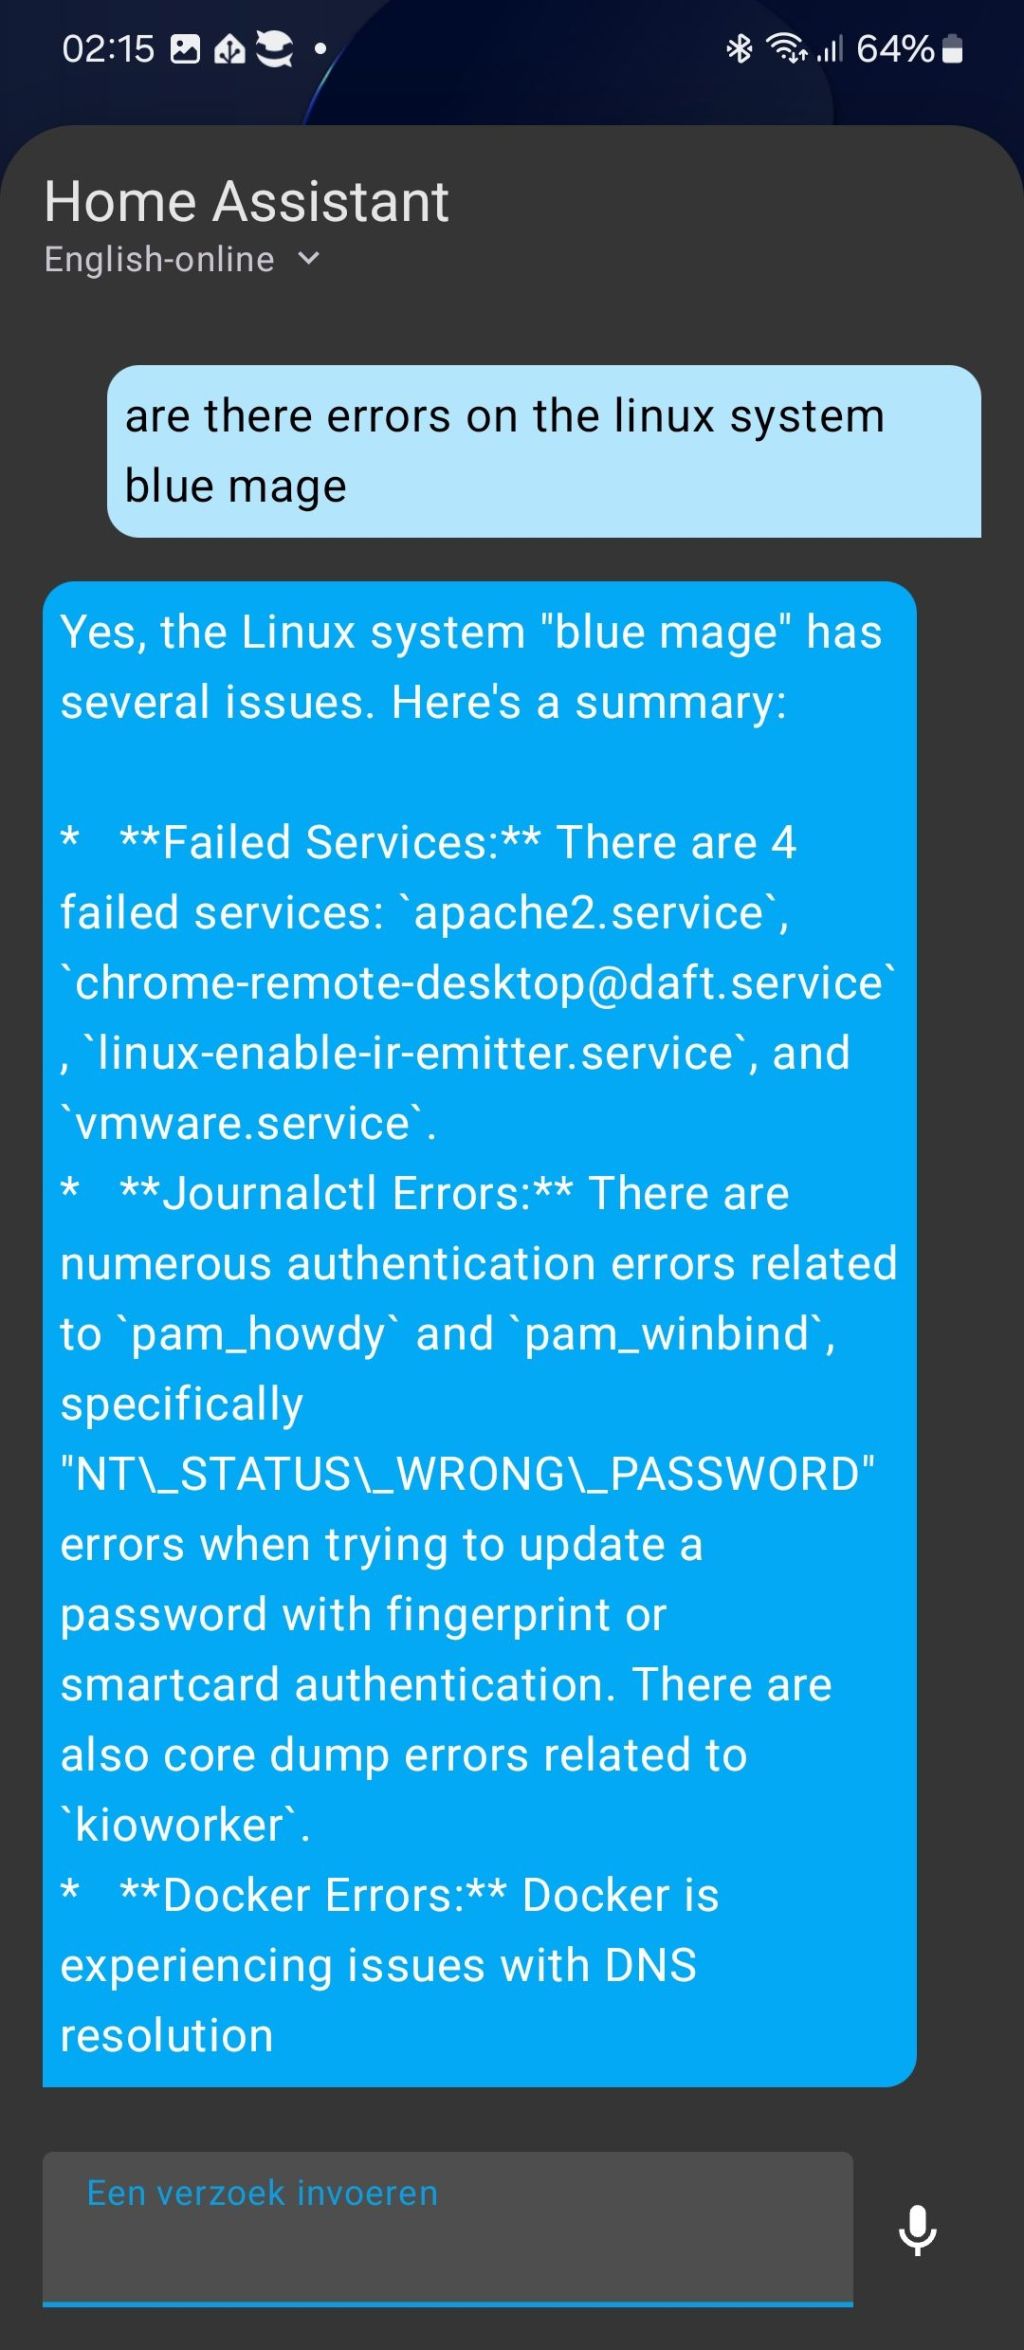 02:15
64%
Home Assistant
English-online
are there errors on the linux system
blue mage
Yes, the Linux system "blue mage" has
several issues. Here's a summary:
*   **Failed Services:** There are 4
failed services: `apache2.service`,
`chrome-remote-desktop@daft.service`
, `linux-enable-ir-emitter.service`, and
`vmware.service`.
*   **Journalctl Errors:** There are
numerous authentication errors related
to `pam_howdy` and `pam_winbind`,
specifically
"NT\_STATUS\_WRONG\_PASSWORD"
errors when trying to update a
password with fingerprint or
smartcard authentication. There are
also core dump errors related to
`kioworker`.
*   **Docker Errors:** Docker is
experiencing issues with DNS
resolution
Een verzoek invoeren